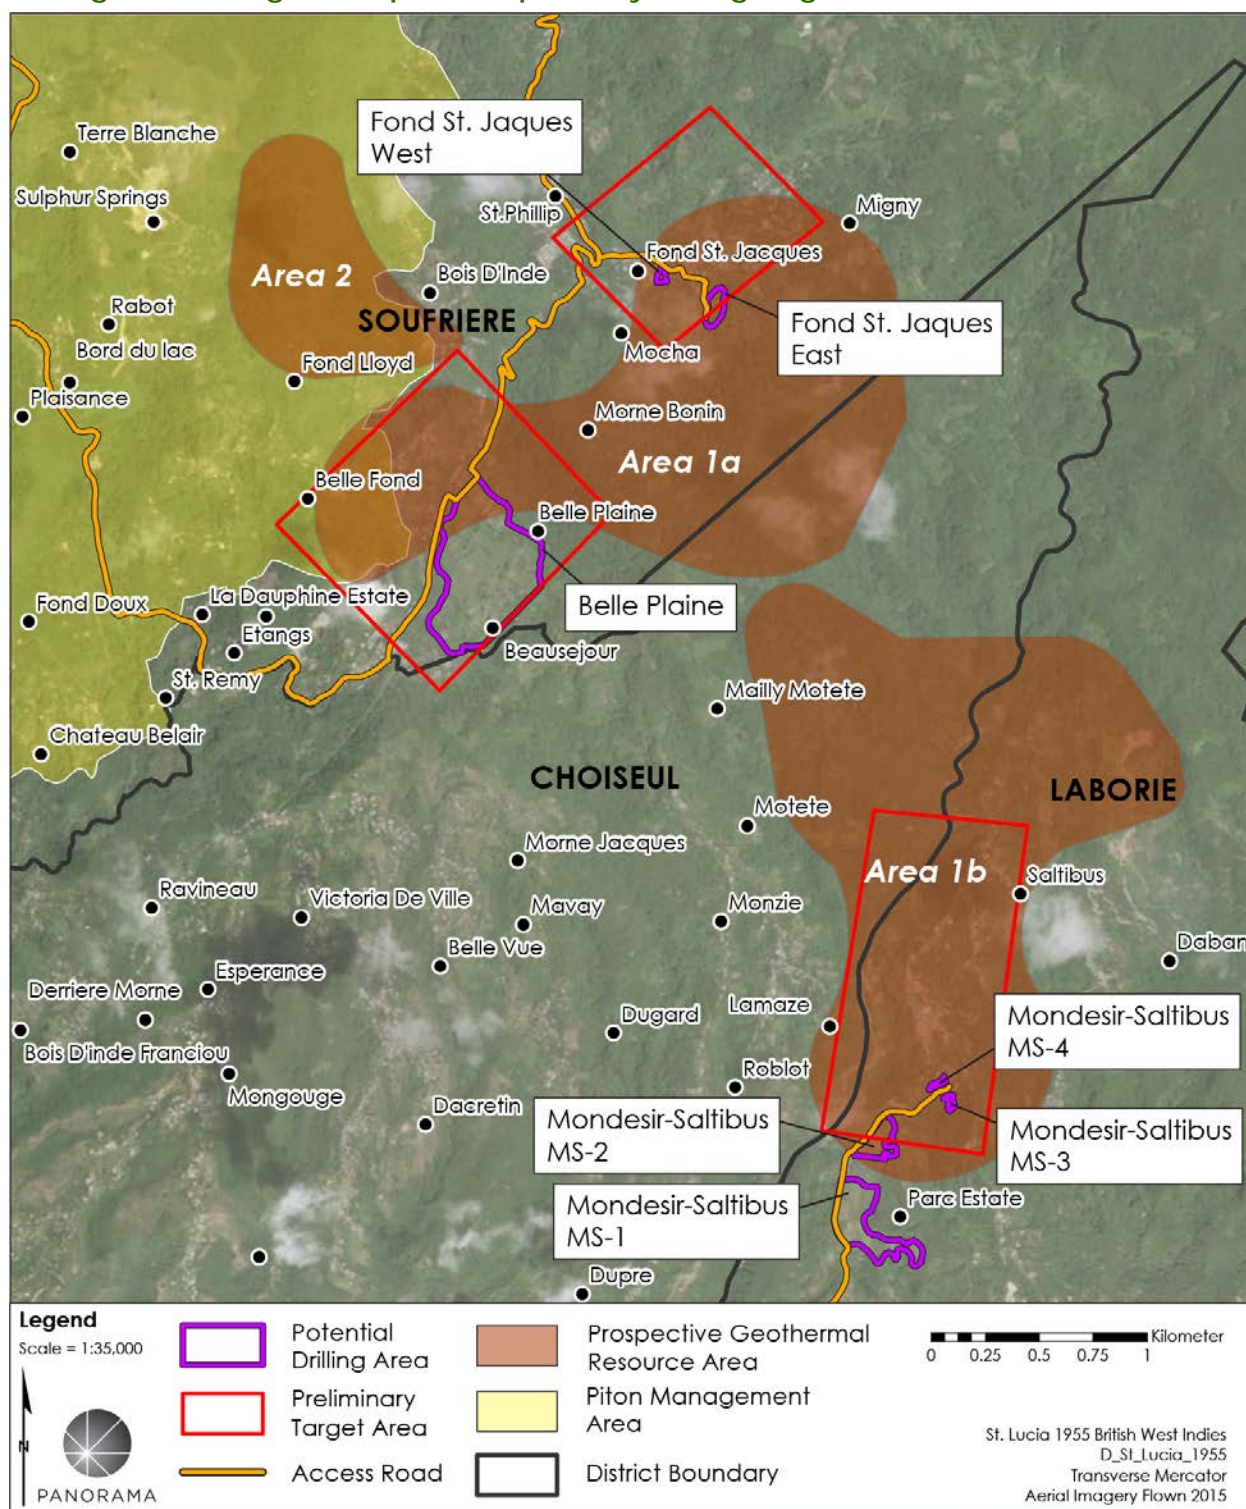 Fond St. Jaques
West
Terre Blanche
Sulphur Springs
St.Phillip
Migny
Fond St. Jacques
Area 2
Bois D'Inde
Rabot
SOUFRIERE
Fond St. Jaques
East
Bord du lac
Mocha
Fond Lloyd
Plaisance
Morne Bonin
Area 1a
Belle Fond
Belle Plaine
Fond Doux
La Dauphine Estate
Belle Plaine
Etangs
Beausejour
St. Remy
Mailly Motete
Chateau Belair
CHOISEUL
LABORIE
Motete
Morne Jacques
Area 1b
Saltibus
Ravineau
Victoria De Ville
Mavay
Monzie
Belle Vue
Daban
Esperance
Derriere Morne
Lamaze
Mondesir-Saltibus
MS-4
Dugard
Bois D'inde Franciou
Roblot
Mongouge
Mondesir-Saltibus
MS-2
Dacretin
Mondesir-Saltibus
MS-3
Mondesir-Saltibus
MS-1
Parc Estate
Dupre
Legend
Scale = 1:35,000
N
PANORAMA
Potential
Drilling Area
Preliminary
Target Area
Access Road
Prospective Geothermal
Resource Area
Piton Management
Area
District Boundary
Kilometer
0 0.25 0.5 0.75 1
St. Lucia 1955 British West Indies
D_St_Lucia_1955
Transverse Mercator
Aerial Imagery Flown 2015